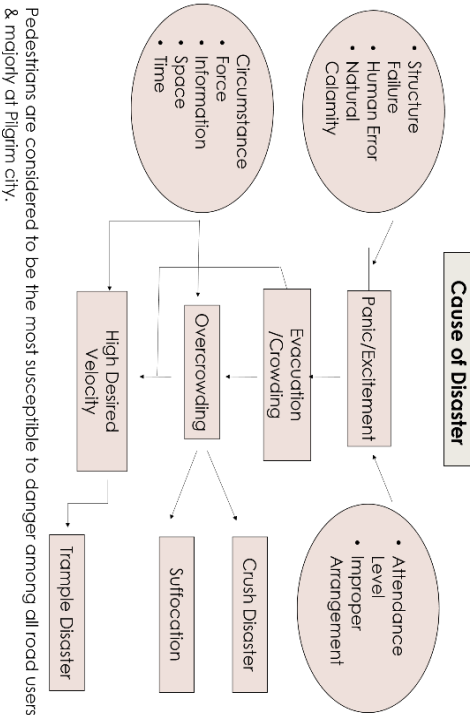 Cause of Disaster
• Structure
Failure
• Human Error
• Natural
Calamity
Panic/Excitement
• Attendance
Level
• Improper
Arrangement
Evacuation
/Crowding
Circumstance
• Force
• Information
• Space
• Time
Overcrowding
Crush Disaster
Suffocation
High Desired
Velocity
Trample Disaster
Pedestrians are considered to be the most susceptible to danger among all road users
& majorly at Pilgrim city.